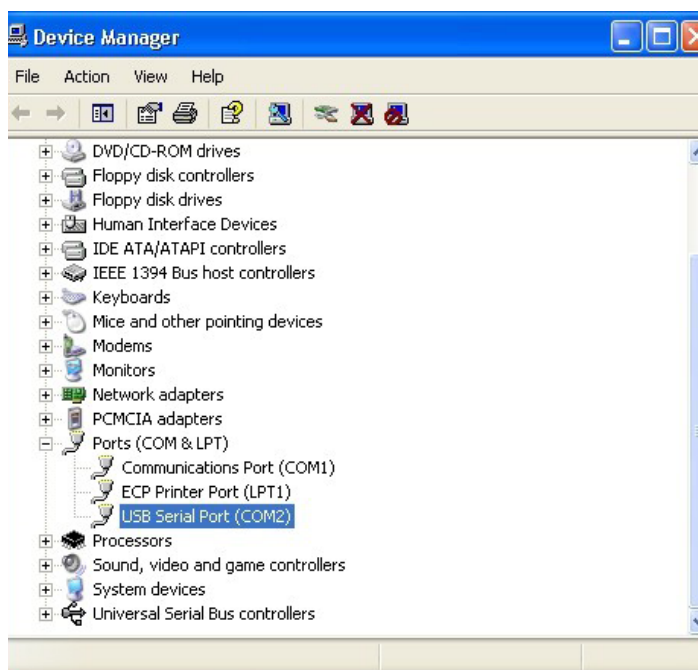 Device Manager
File Action View Help
DVD/CD-ROM drives
Floppy disk controllers
Floppy disk drives
Human Interface Devices
IDE ATA/ATAPI controllers
IEEE 1394 Bus host controllers
Keyboards
Mice and other pointing devices
Modems
Monitors
Network adapters
PCMCIA adapters
Ports (COM & LPT)
Communications Port (COM1)
ECP Printer Port (LPT1)
USB Serial Port (COM2)
Processors
Sound, video and game controllers
System devices
Universal Serial Bus controllers